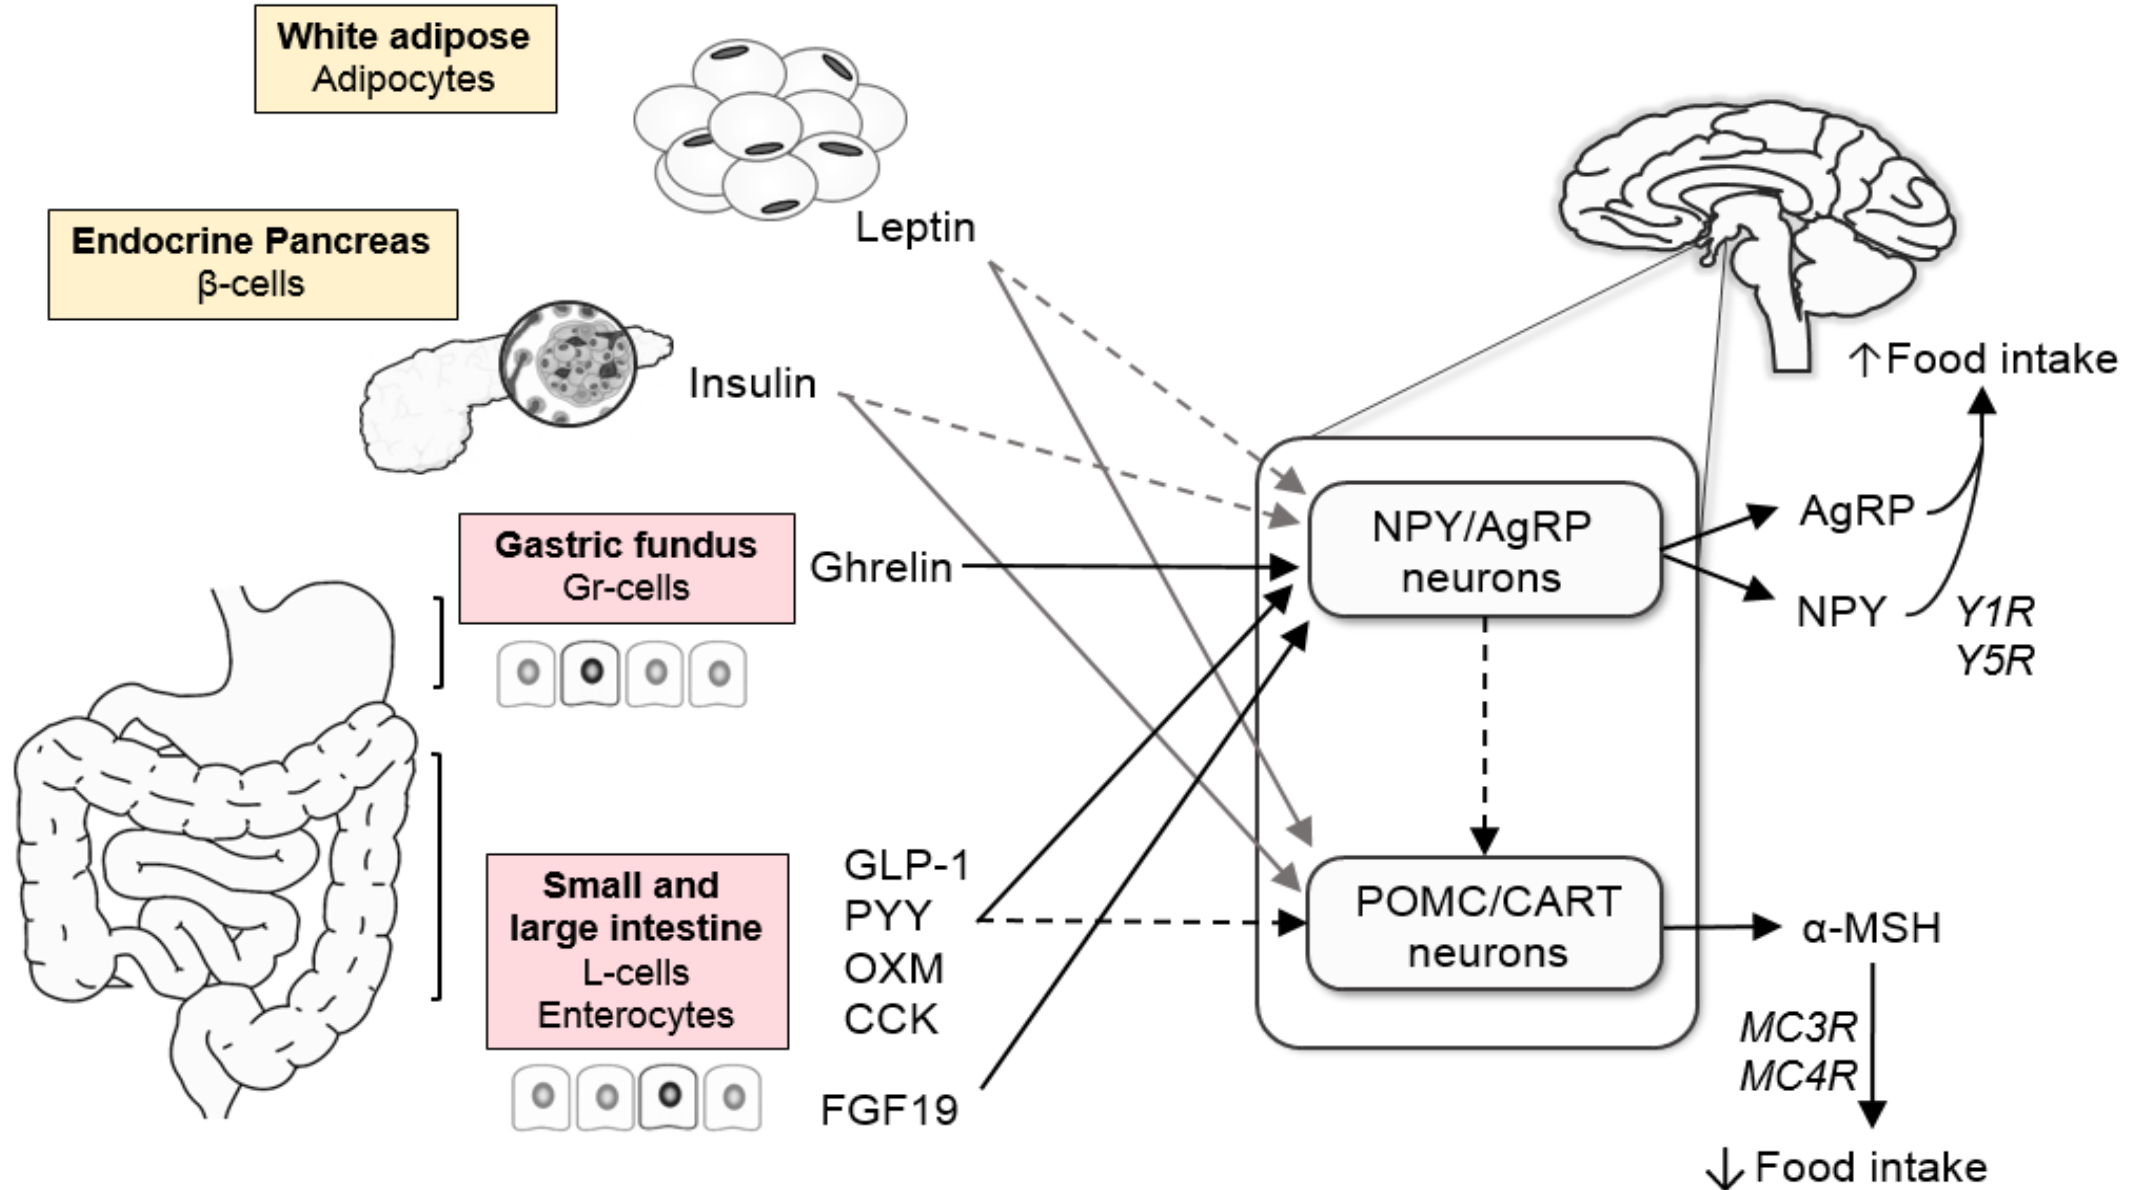 White adipose
Adipocytes
Leptin
Endocrine Pancreas
β-cells
Insulin
Gastric fundus
Gr-cells
Ghrelin
Small and
large intestine
L-cells
Enterocytes
GLP-1
PYY
OXM
CCK
FGF19
NPY/AgRP
neurons
POMC/CART
neurons
↑Food intake
AgRP
NPY
Y1R
Y5R
α-MSH
MC3R
MC4R
↓ Food intake